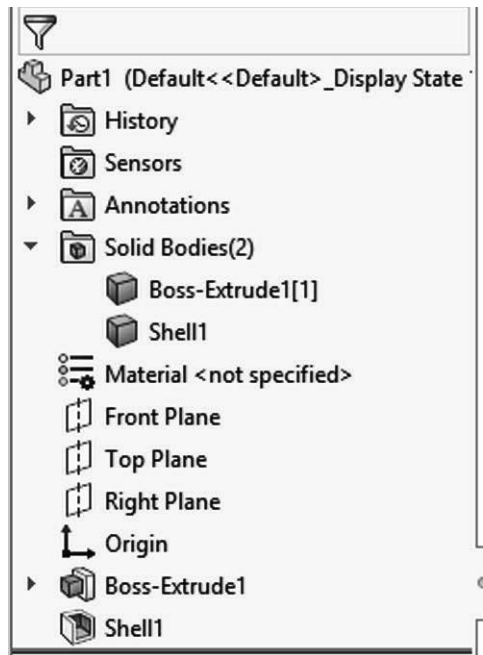 Part1 (Default<<Default>_Display State
History
Sensors
A Annotations
Solid Bodies(2)
Boss-Extrude1[1]
Shell1
Material <not specified>
Front Plane
Top Plane
Right Plane
Origin
Boss-Extrude1
Shell1